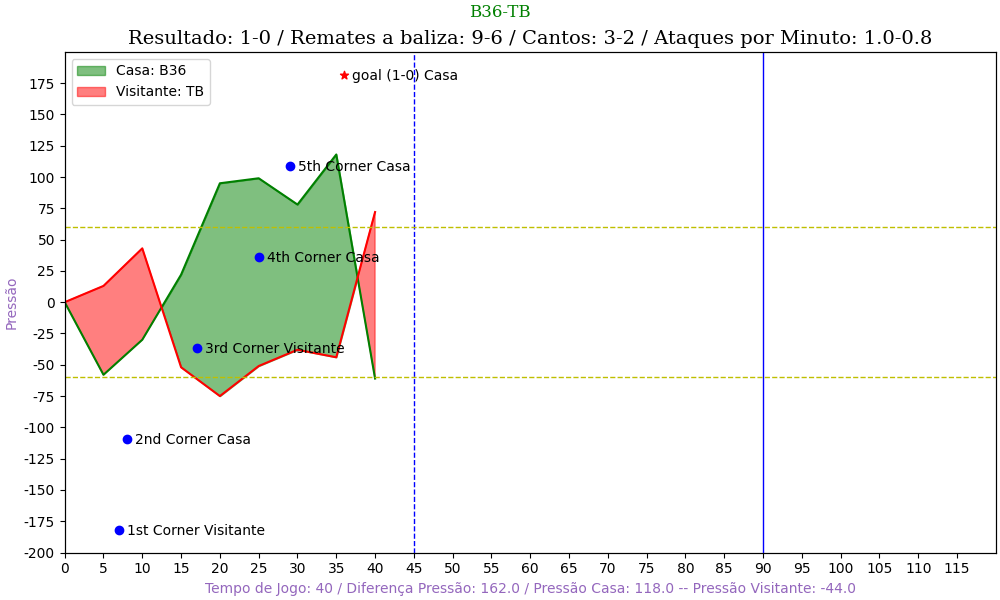 B36-TB
Resultado: 1-0 / Remates a baliza: 9-6 / Cantos: 3-2 / Ataques por Minuto: 1.0-0.8
Casa: B36
Visitante: TB
goal (1-0) Casa
5th Corner Casa
4th Corner Casa
3rd Corner Visitante
2nd Corner Casa
1st Corner Visitante
Pressão
175
150
125
100
75
50
25
0
-25
-50
-75
-100
-125
-150
-175
-200
0 5 10 15 20 25 30 35 40 45 50 55 60 65 70 75 80 85 90 95 100 105 110 115
Tempo de Jogo: 40 / Diferença Pressão: 162.0 / Pressão Casa: 118.0 -- Pressão Visitante: -44.0